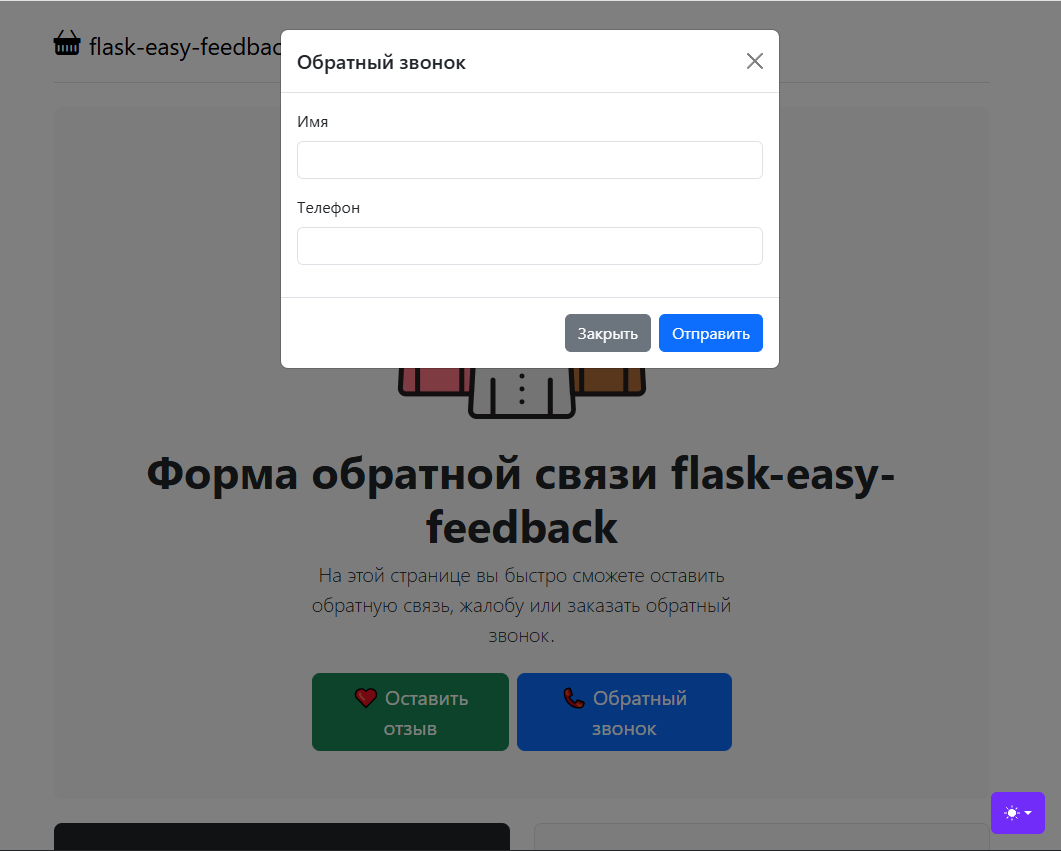 flask-easy-feedbac
Обратный звонок
Имя
Телефон
Закрыть
Отправить
Форма обратной связи flask-easy-
feedback
На этой странице вы быстро сможете оставить
обратную связь, жалобу или заказать обратный
звонок.
Оставить
отзыв
Обратный
звонок